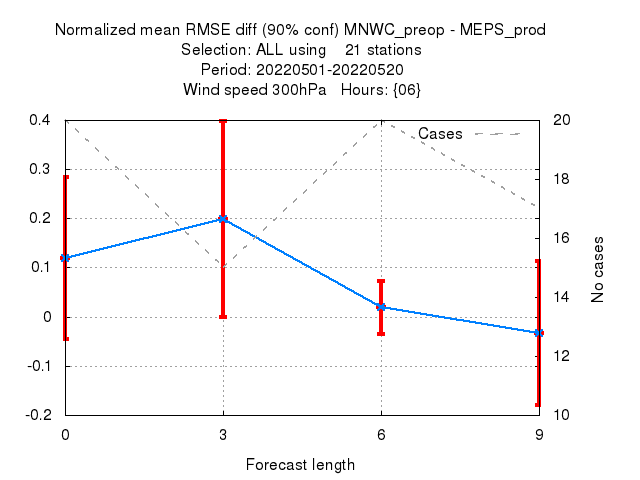 Normalized mean RMSE diff (90% conf) MNWC_preop - MEPS_prod
Selection: ALL using 21 stations
Period: 20220501-20220520
Wind speed 300hPa Hours: {06}
0.4
0.3
0.2
0.1
0
-0.1
-0.2
Cases
20
18
16
14
12
10
No cases
0 3 6 9
Forecast length